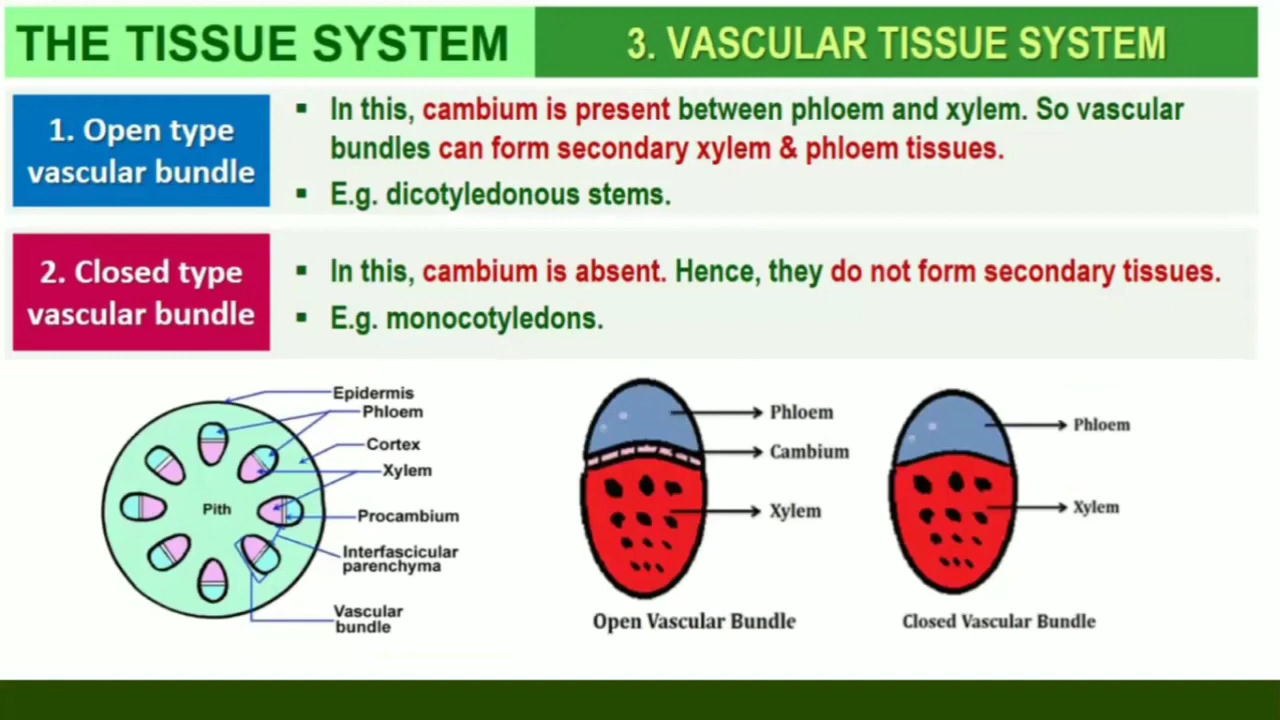 THE TISSUE SYSTEM
3. VASCULAR TISSUE SYSTEM
1. Open type
vascular bundle
▪ In this, cambium is present between phloem and xylem. So vascular
bundles can form secondary xylem & phloem tissues.
▪ E.g. dicotyledonous stems.
2. Closed type
vascular bundle
▪ In this, cambium is absent. Hence, they do not form secondary tissues.
▪ E.g. monocotyledons.
Epidermis
Phloem
Cortex
Xylem
Pith
Procambium
Interfascicular
parenchyma
Vascular
bundle
Phloem
Cambium
Xylem
Open Vascular Bundle
Phloem
Xylem
Closed Vascular Bundle